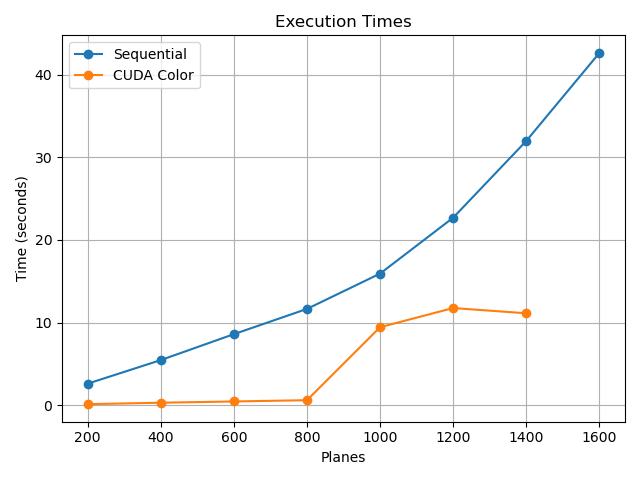 Execution Times
Sequential
CUDA Color
Time (seconds)
40
30
20
10
0
200 400 600 800 1000 1200 1400 1600
Planes